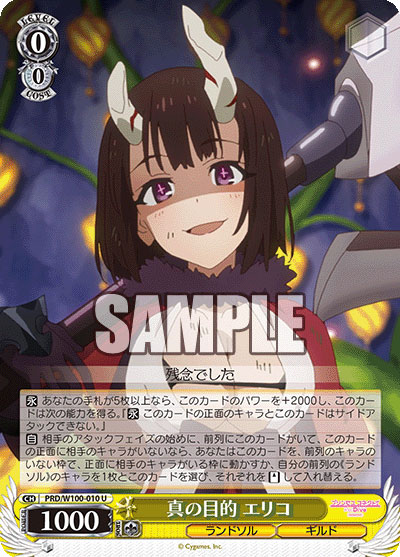 LEVEL
0
0
COST
SAMPLE
残念でした
永 あなたの手札が5枚以上なら、このカードのパワーを+2000し、このカー
ドは次の能力を得る。『永 このカードの正面のキャラとこのカードはサイドア
タックできない。』
自 相手のアタックフェイズの始めに、前列にこのカードがいて、このカード
の正面に相手のキャラがいないなら、あなたはこのカードを、前列のキャラの
いない枠で、正面に相手のキャラがいる枠に動かすか、自分の前列の《ランド
ソル》のキャラを1枚とこのカードを選び、それぞれを【・】して入れ替える。
CH PRD/W100-010 U
1000
真の目的 エリコ
ランドソル
ギルド
© Cygames, Inc.